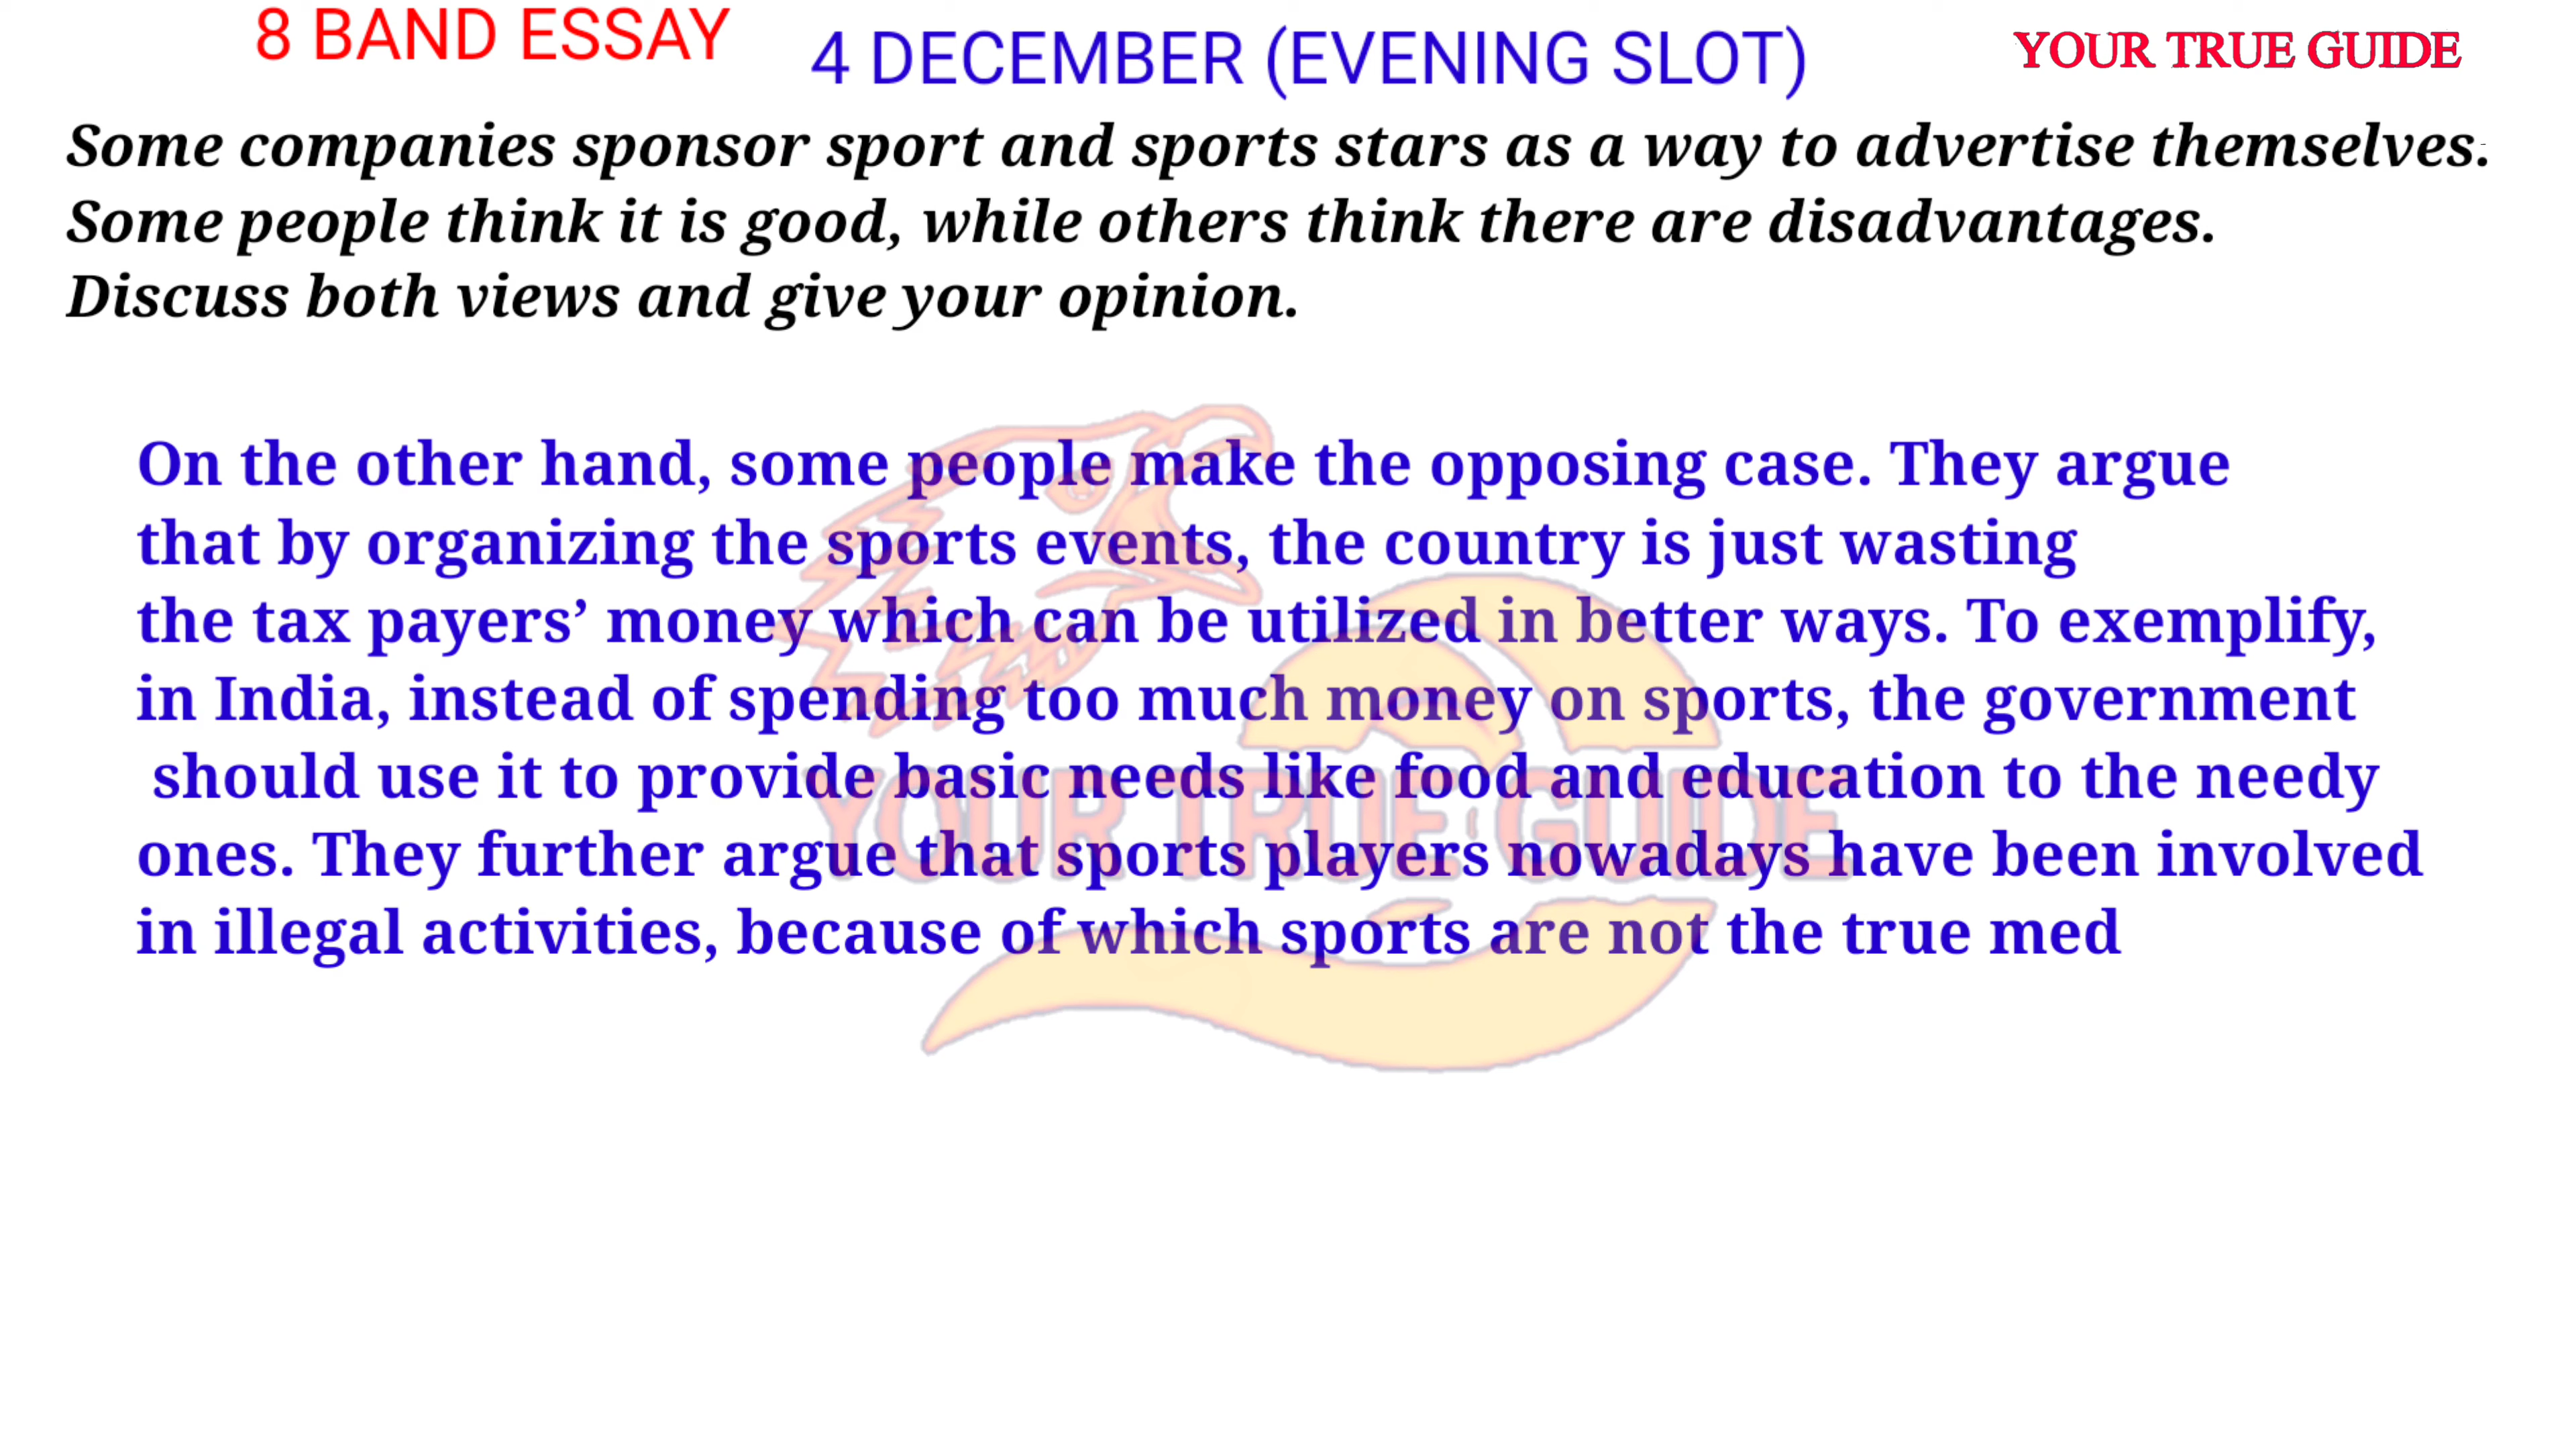 8 BAND ESSAY
4 DECEMBER (EVENING SLOT)
YOUR TRUE GUIDE
Some companies sponsor sport and sports stars as a way to advertise themselves.
Some people think it is good, while others think there are disadvantages.
Discuss both views and give your opinion.
On the other hand, some people make the opposing case. They argue
that by organizing the sports events, the country is just wasting
the tax payers’ money which can be utilized in better ways. To exemplify,
in India, instead of spending too much money on sports, the government
should use it to provide basic needs like food and education to the needy
ones. They further argue that sports players nowadays have been involved
in illegal activities, because of which sports are not the true med
YOUR TRUE GUIDE